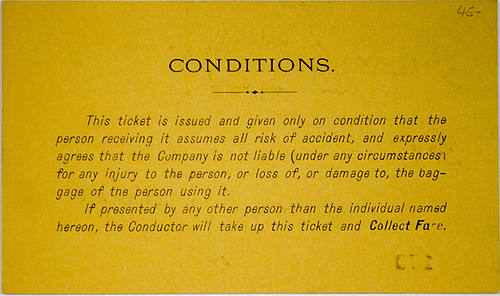 45-
CONDITIONS.
This ticket is issued and given only on condition that the
person receiving it assumes all risk of accident, and expressly
agrees that the Company is not liable (under any circumstances)
for any injury to the person, or loss of, or damage to, the bag-
gage of the person using it.
If presented by any other person than the individual named
hereon, the Conductor will take up this ticket and Collect Fare.